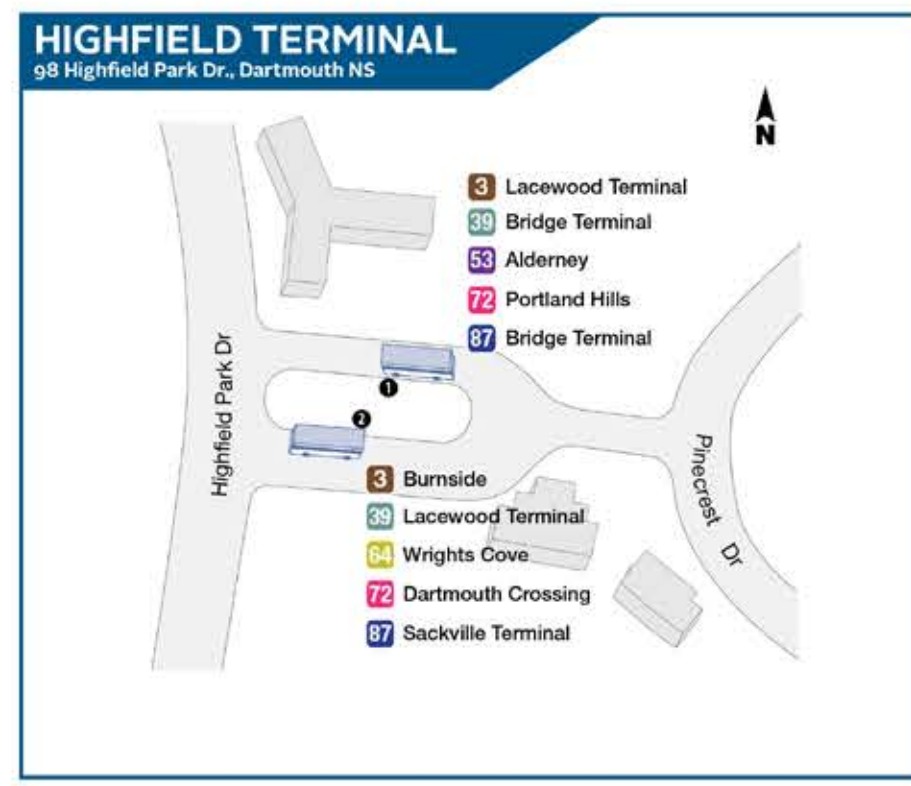 HIGHFIELD TERMINAL
98 Highfield Park Dr., Dartmouth NS
N
3 Lacewood Terminal
39 Bridge Terminal
53 Alderney
72 Portland Hills
87 Bridge Terminal
Highfield Park Dr
1
2
Pinecrest Dr
3 Burnside
39 Lacewood Terminal
64 Wrights Cove
72 Dartmouth Crossing
87 Sackville Terminal